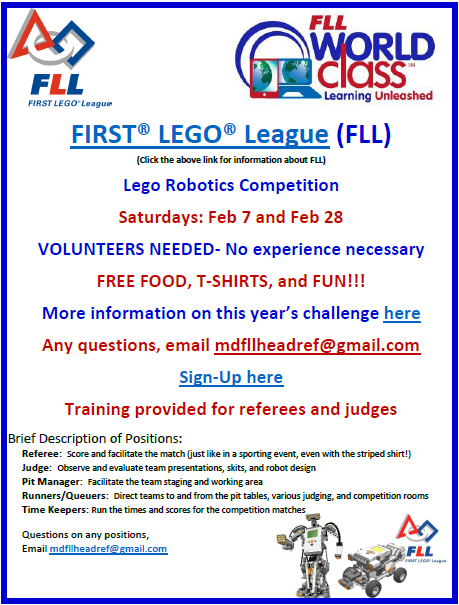 FLL
FIRST LEGO® League
FLL
WORLD
CLASS℠
Learning Unleashed
FIRST® LEGO® League (FLL)
(Click the above link for information about FLL)
Lego Robotics Competition
Saturdays: Feb 7 and Feb 28
VOLUNTEERS NEEDED- No experience necessary
FREE FOOD, T-SHIRTS, and FUN!!!
More information on this year's challenge here
Any questions, email mdfllheadref@gmail.com
Sign-Up here
Training provided for referees and judges
Brief Description of Positions:
Referee: Score and facilitate the match (just like in a sporting event, even with the striped shirt!)
Judge: Observe and evaluate team presentations, skits, and robot design
Pit Manager: Facilitate the team staging and working area
Runners/Queuers: Direct teams to and from the pit tables, various judging, and competition rooms
Time Keepers: Run the times and scores for the competition matches
Questions on any positions,
Email mdfllheadref@gmail.com
FLL
FIRST LEGO® League